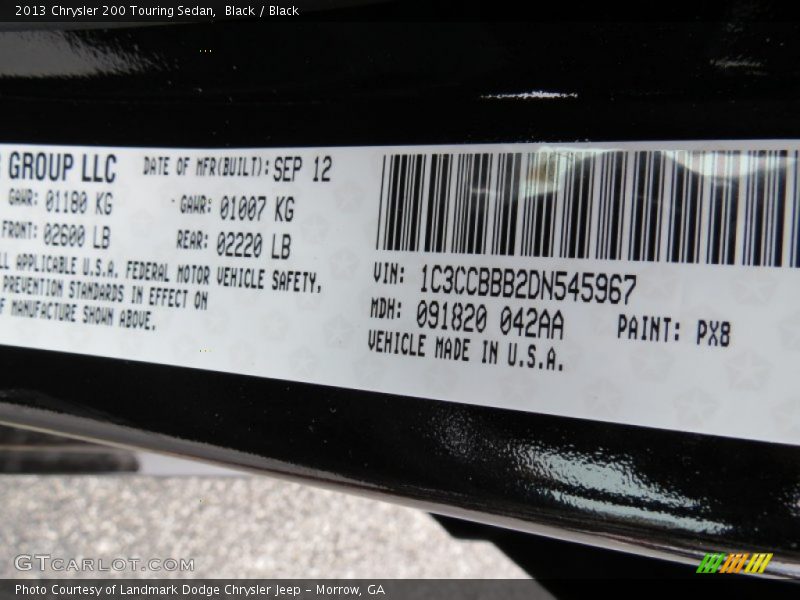 2013 Chrysler 200 Touring Sedan,  Black / Black
GROUP LLC
DATE OF MFR(BUILT): SEP 12
GAWR: 01180 KG
GAWR: 01007 KG
FRONT: 02600 LB
REAR: 02220 LB
APPLICABLE U.S.A. FEDERAL MOTOR VEHICLE SAFETY,
PREVENTION STANDARDS IN EFFECT ON
MANUFACTURE SHOWN ABOVE.
VIN: 1C3CCBBB2DN545967
MDH: 091820 042AA PAINT: PX8
VEHICLE MADE IN U.S.A.
GTCARLOT.COM
Photo Courtesy of Landmark Dodge Chrysler Jeep - Morrow, GA